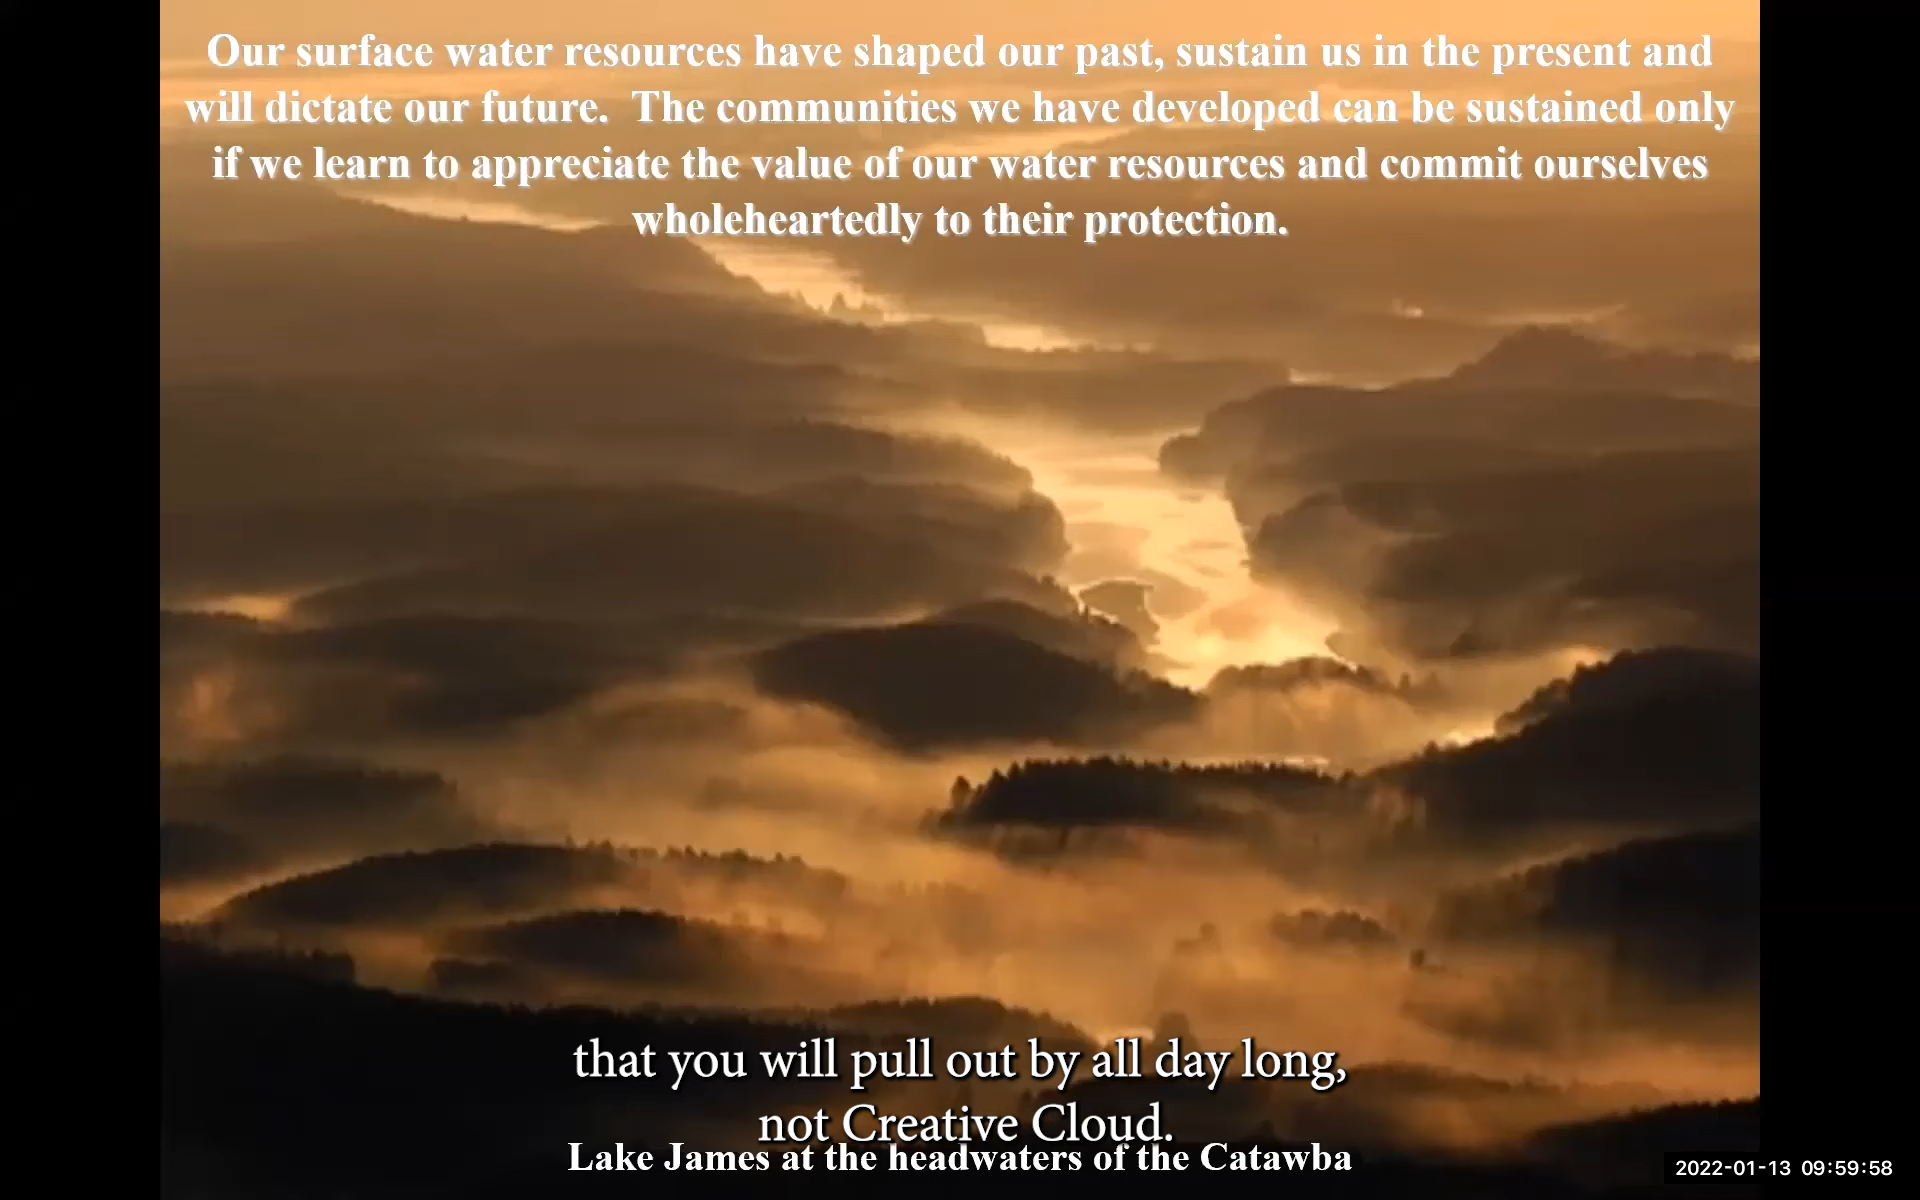 Our surface water resources have shaped our past, sustain us in the present and
will dictate our future.  The communities we have developed can be sustained only
if we learn to appreciate the value of our water resources and commit ourselves
wholeheartedly to their protection.
that you will pull out by all day long,
not Creative Cloud.
Lake James at the headwaters of the Catawba
2022-01-13 09:59:58